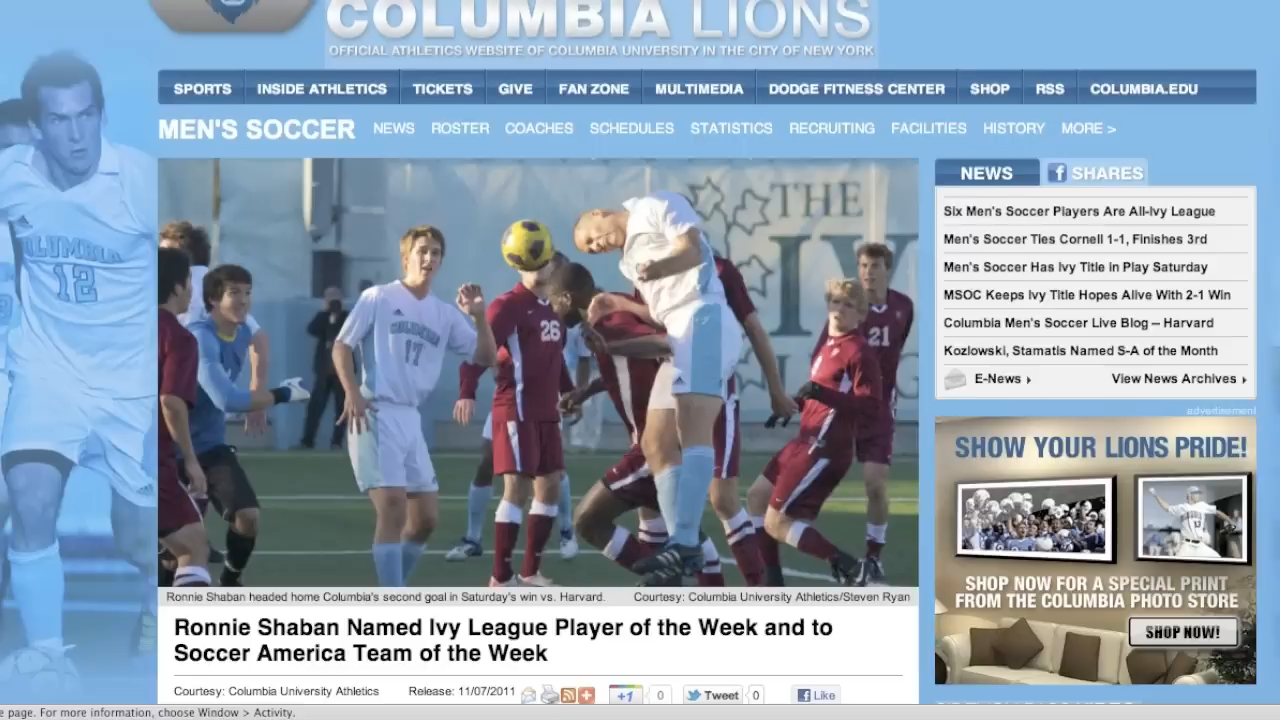 COLUMBIA LIONS
OFFICIAL ATHLETICS WEBSITE OF COLUMBIA UNIVERSITY IN THE CITY OF NEW YORK
SPORTS INSIDE ATHLETICS TICKETS GIVE FAN ZONE MULTIMEDIA DODGE FITNESS CENTER SHOP RSS COLUMBIA.EDU
MEN'S SOCCER NEWS ROSTER COACHES SCHEDULES STATISTICS RECRUITING FACILITIES HISTORY MORE >
COLUMBIA
12
THE
COLUMBIA
17
26
21
NEWS
f SHARES
Six Men's Soccer Players Are All-Ivy League
Men's Soccer Ties Cornell 1-1, Finishes 3rd
Men's Soccer Has Ivy Title in Play Saturday
MSOC Keeps Ivy Title Hopes Alive With 2-1 Win
Columbia Men's Soccer Live Blog – Harvard
Kozlowski, Stamatis Named S-A of the Month
E-News View News Archives
advertisement
SHOW YOUR LIONS PRIDE!
SHOP NOW FOR A SPECIAL PRINT
FROM THE COLUMBIA PHOTO STORE
SHOP NOW!
Ronnie Shaban headed home Columbia's second goal in Saturday's win vs. Harvard. Courtesy: Columbia University Athletics/Steven Ryan
Ronnie Shaban Named Ivy League Player of the Week and to
Soccer America Team of the Week
Courtesy: Columbia University Athletics Release: 11/07/2011 +1 0 Tweet 0 f Like
e page. For more information, choose Window > Activity.